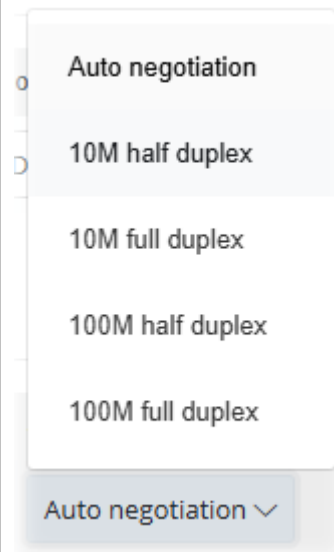 Auto negotiation
10M half duplex
10M full duplex
100M half duplex
100M full duplex
Auto negotiation